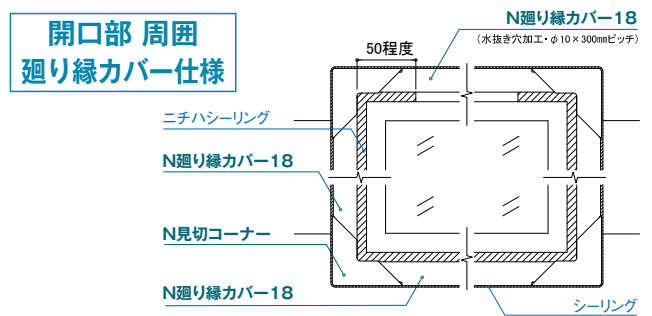 開口部 周囲
廻り縁カバー仕様
N廻り縁カバー18
(水抜き穴加工・φ10×300mmピッチ)
50程度
ニチハシーリング
N廻り縁カバー18
N見切コーナー
N廻り縁カバー18
シーリング